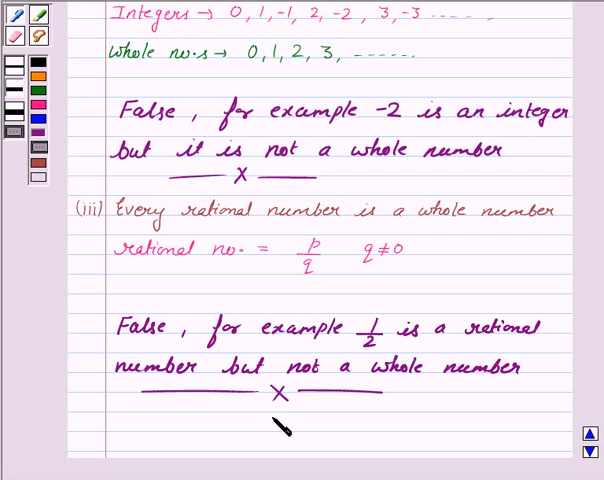 Integers → 0, 1, -1, 2, -2, 3, -3 .......
Whole no.s → 0, 1, 2, 3, .......
False, for example -2 is an integer
but it is not a whole number
x
(iii) Every rational number is a whole number
rational no. = p/q q ≠ 0
False, for example 1/2 is a rational
number but not a whole number
x